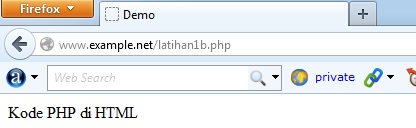 Firefox
Demo
www.example.net/latihan1b.php
a Web Search private
Kode PHP di HTML